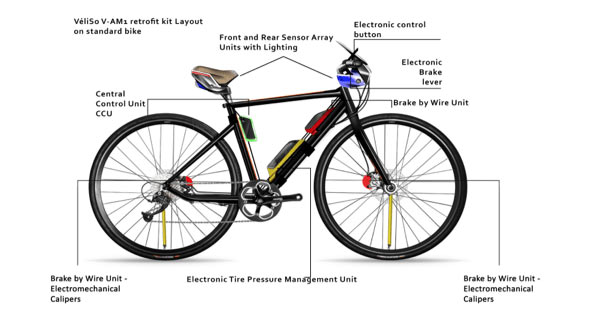 VéliSo V-AM1 retrofit kit Layout
on standard bike
Electronic control
button
Front and Rear Sensor Array
Units with Lighting
Electronic
Brake
lever
Central
Control Unit
CCU
Brake by Wire Unit
Brake by Wire Unit -
Electromechanical
Calipers
Electronic Tire Pressure Management Unit
Brake by Wire Unit -
Electromechanical
Calipers